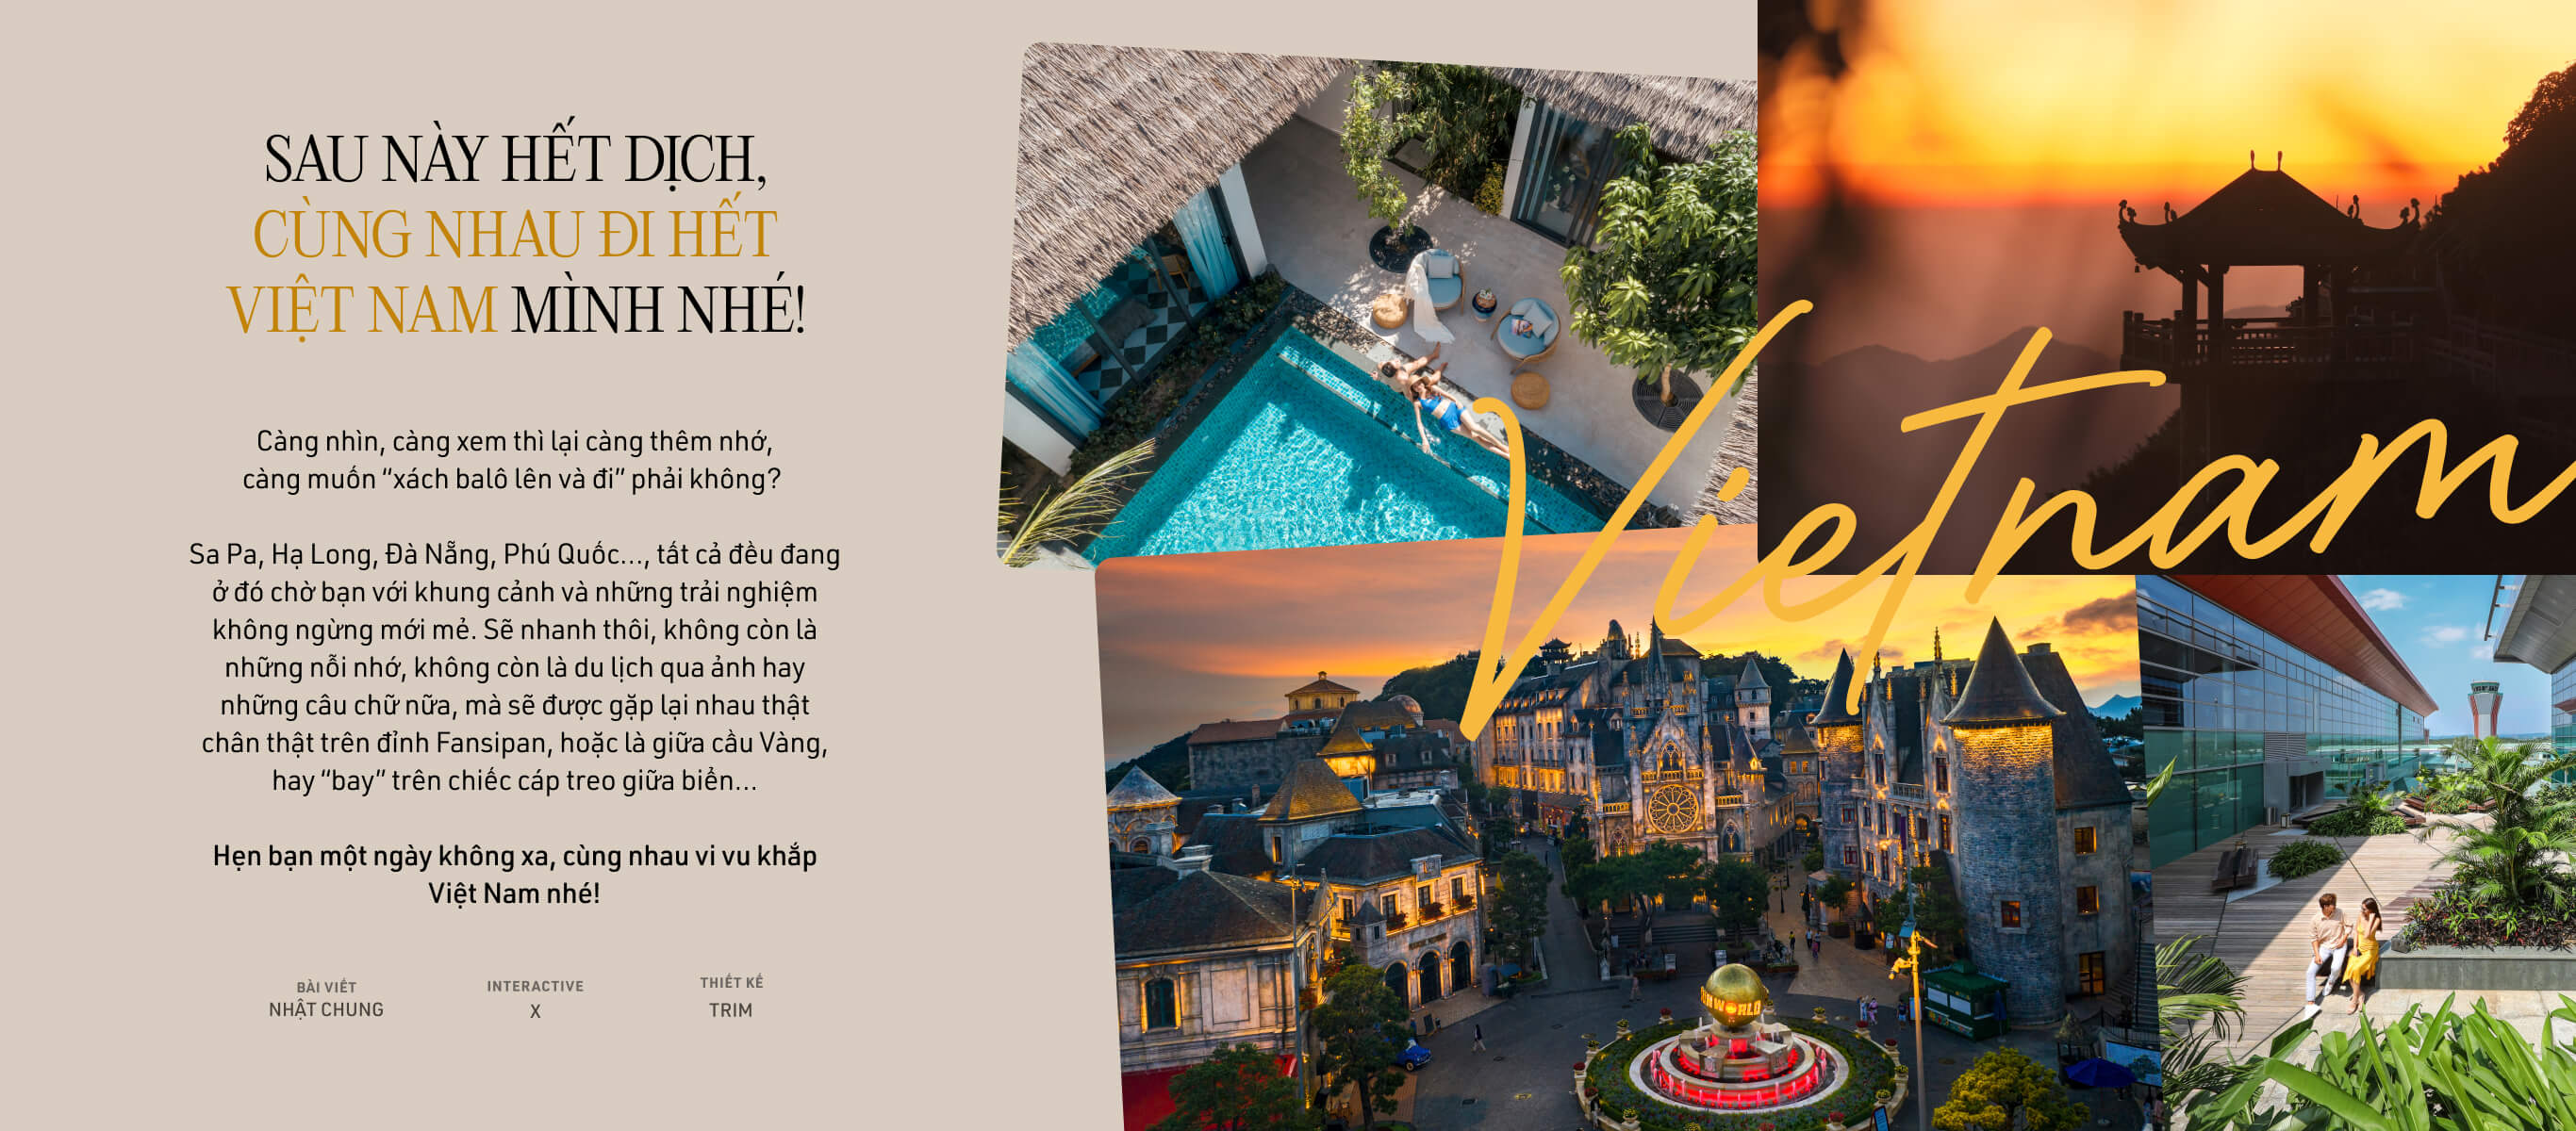 SAU NÀY HẾT DỊCH,
CÙNG NHAU ĐI HẾT
VIỆT NAM MÌNH NHÉ!
Càng nhìn, càng xem thì lại càng thêm nhớ,
càng muốn “xách balô lên và đi” phải không?
Sa Pa, Hạ Long, Đà Nẵng, Phú Quốc..., tất cả đều đang
ở đó chờ bạn với khung cảnh và những trải nghiệm
không ngừng mới mẻ. Sẽ nhanh thôi, không còn là
những nỗi nhớ, không còn là du lịch qua ảnh hay
những câu chữ nữa, mà sẽ được gặp lại nhau thật
chân thật trên đỉnh Fansipan, hoặc là giữa cầu Vàng,
hay “bay” trên chiếc cáp treo giữa biển...
Hẹn bạn một ngày không xa, cùng nhau vi vu khắp
Việt Nam nhé!
BÀI VIẾT
NHẬT CHUNG
INTERACTIVE
X
THIẾT KẾ
TRIM
Vietnam
WORLD